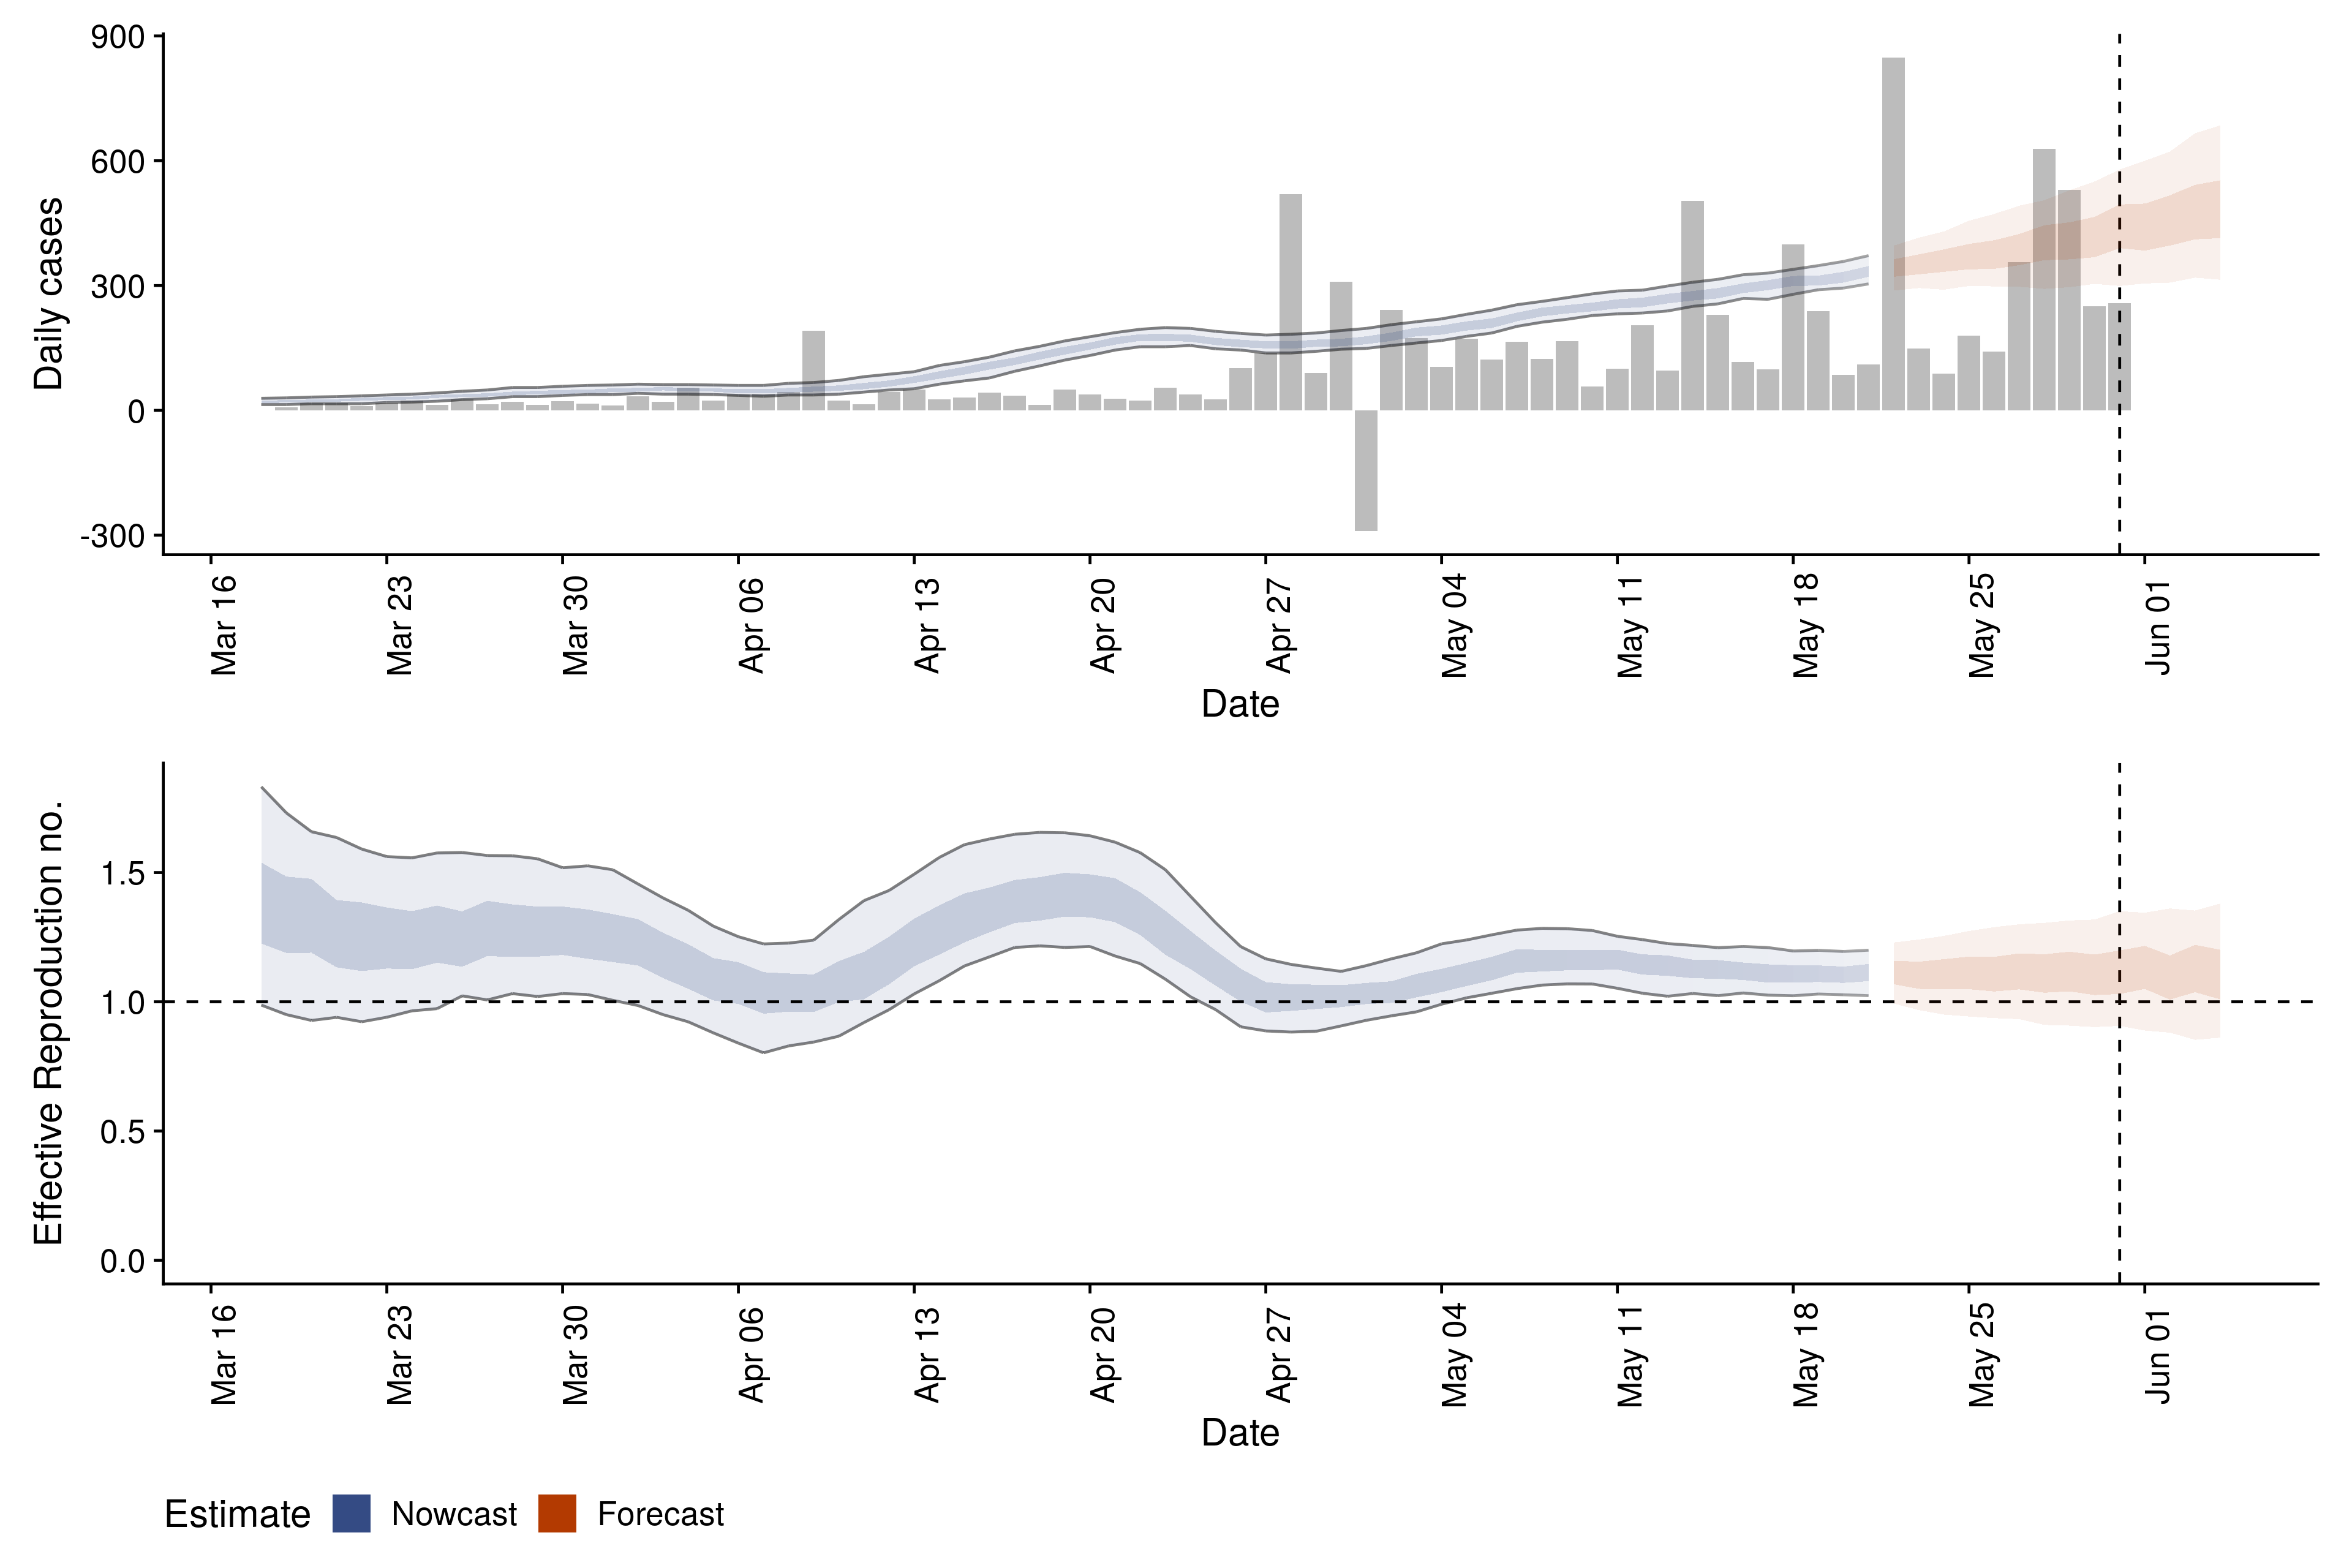 900
600
300
0
-300
Daily cases
Mar 16
Mar 23
Mar 30
Apr 06
Apr 13
Apr 20
Apr 27
May 04
May 11
May 18
May 25
Jun 01
Date
1.5
1.0
0.5
0.0
Effective Reproduction no.
Mar 16
Mar 23
Mar 30
Apr 06
Apr 13
Apr 20
Apr 27
May 04
May 11
May 18
May 25
Jun 01
Date
Estimate Nowcast Forecast